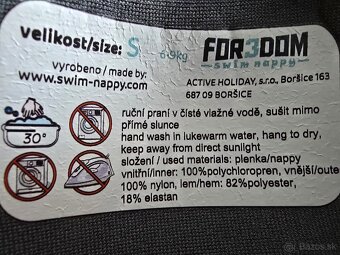 velikost/size: S 6-9kg
FOR3DOM
swim nappy
vyrobeno / made by:
www.swim-nappy.com
ACTIVE HOLIDAY, s.r.o., Boršice 163
687 09 BORŠICE
30°
ruční praní v čisté vlažné vodě, sušit mimo
přímé slunce
hand wash in lukewarm water, hang to dry,
keep away from direct sunlight
složení / used materials: plenka/nappy
vnitřní/inner: 100%polychloropren, vnější/oute
100% nylon, lem/hem: 82%polyester,
18% elastan
bazos.sk